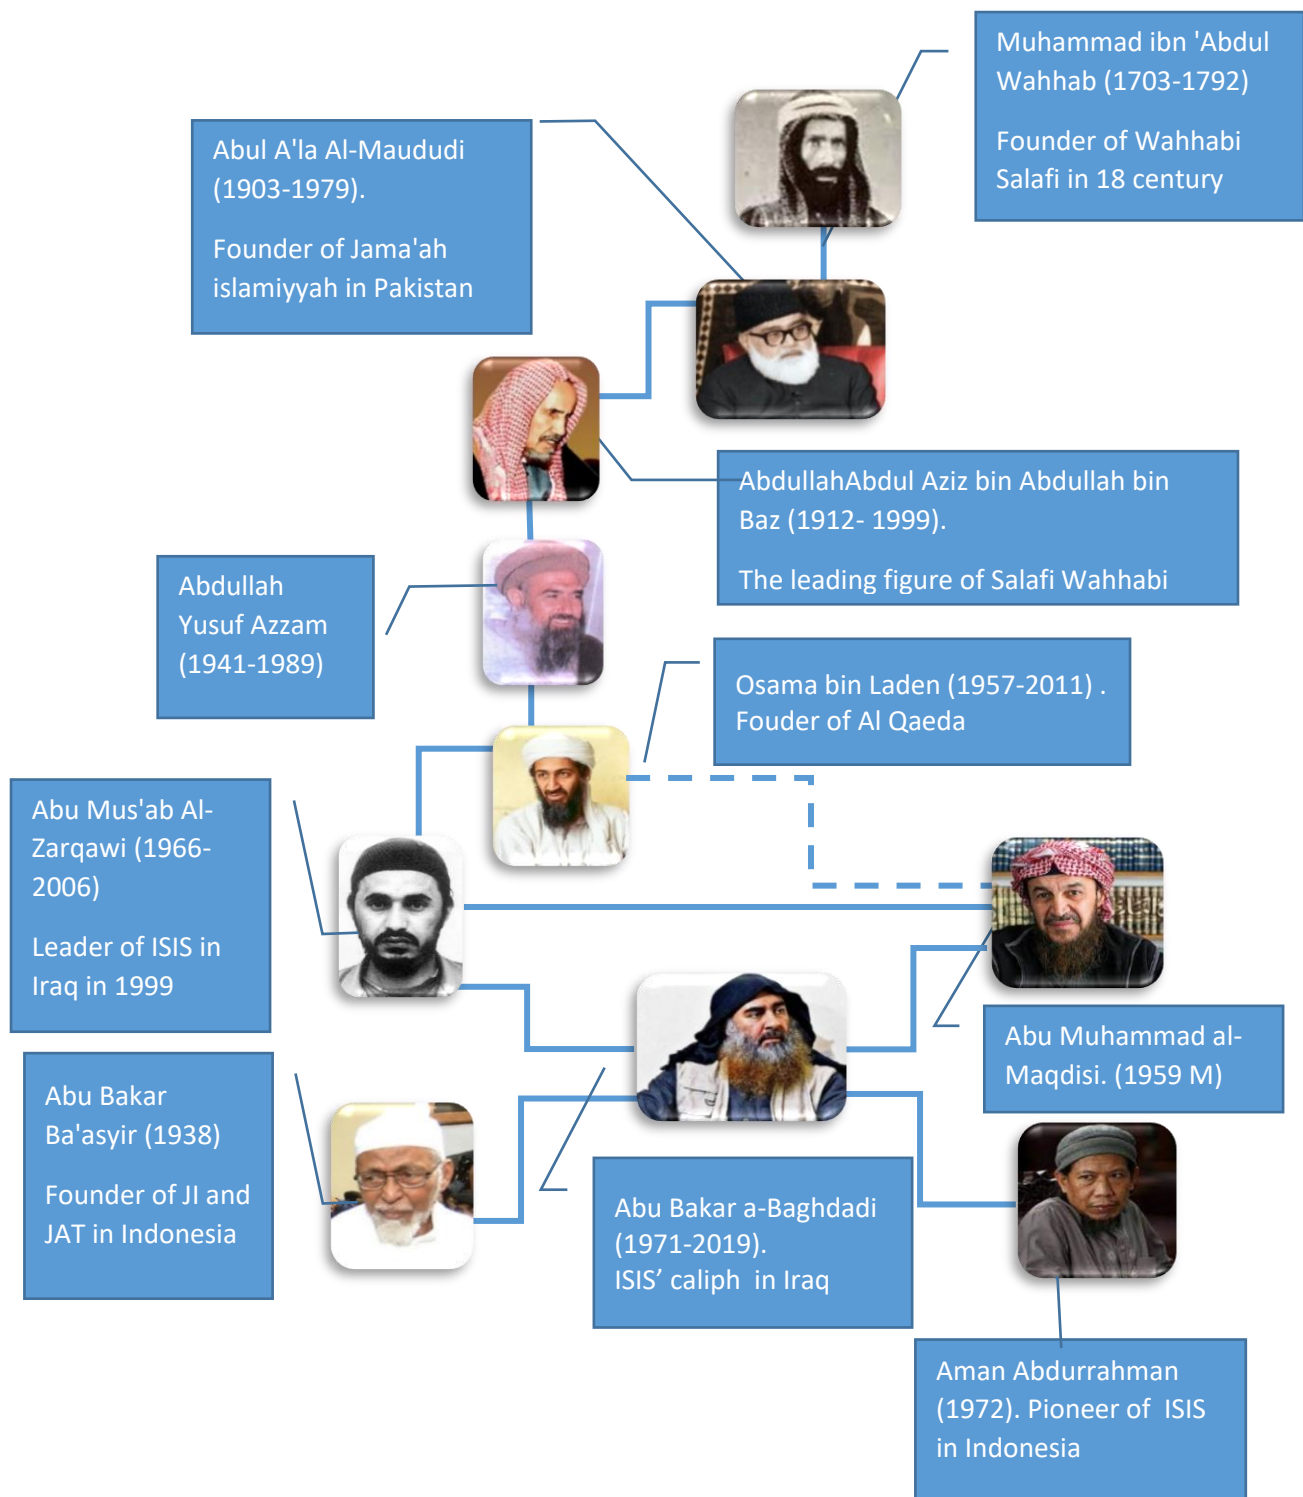 Muhammad ibn 'Abdul
Wahhab (1703-1792)
Founder of Wahhabi
Salafi in 18 century
Abul A'la Al-Maududi
(1903-1979).
Founder of Jama'ah
islamiyyah in Pakistan
AbdullahAbdul Aziz bin Abdullah bin
Baz (1912- 1999).
The leading figure of Salafi Wahhabi
Abdullah
Yusuf Azzam
(1941-1989)
Osama bin Laden (1957-2011) .
Fouder of Al Qaeda
Abu Mus'ab Al-
Zarqawi (1966-
2006)
Leader of ISIS in
Iraq in 1999
Abu Muhammad al-
Maqdisi. (1959 M)
Abu Bakar
Ba'asyir (1938)
Founder of JI and
JAT in Indonesia
Abu Bakar a-Baghdadi
(1971-2019).
ISIS’ caliph  in Iraq
Aman Abdurrahman
(1972). Pioneer of  ISIS
in Indonesia